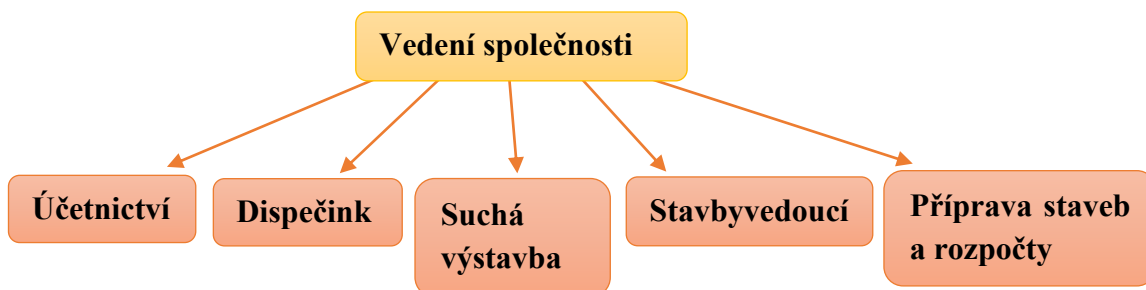 Vedení společnosti
Účetnictví
Dispečink
Suchá
výstavba
Stavbyvedoucí
Příprava staveb
a rozpočty